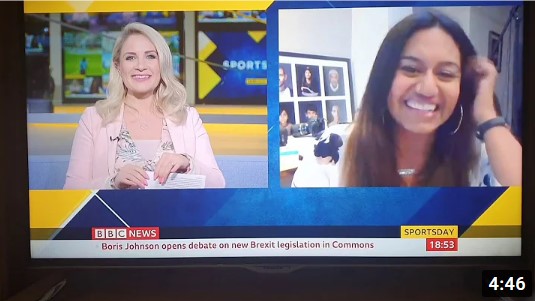 SPORTS
BBC NEWS
SPORTSDAY
Boris Johnson opens debate on new Brexit legislation in Commons
18:53
4:46